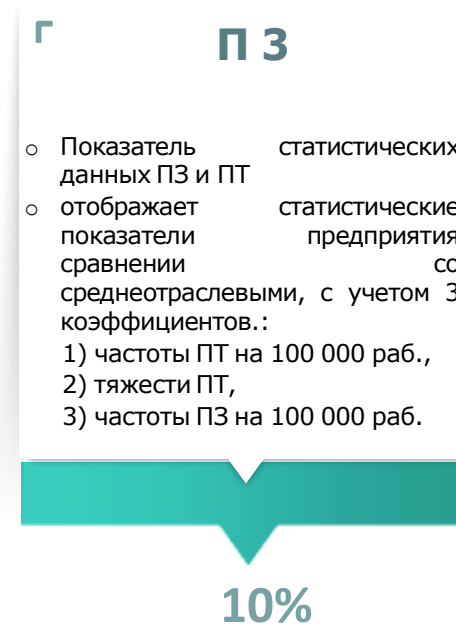 П З
o Показатель статистических
данных ПЗ и ПТ
o отображает статистические
показатели предприятия
сравнении со
среднеотраслевыми, с учетом 3
коэффициентов.:
1) частоты ПТ на 100 000 раб.,
2) тяжести ПТ,
3) частоты ПЗ на 100 000 раб.
10%